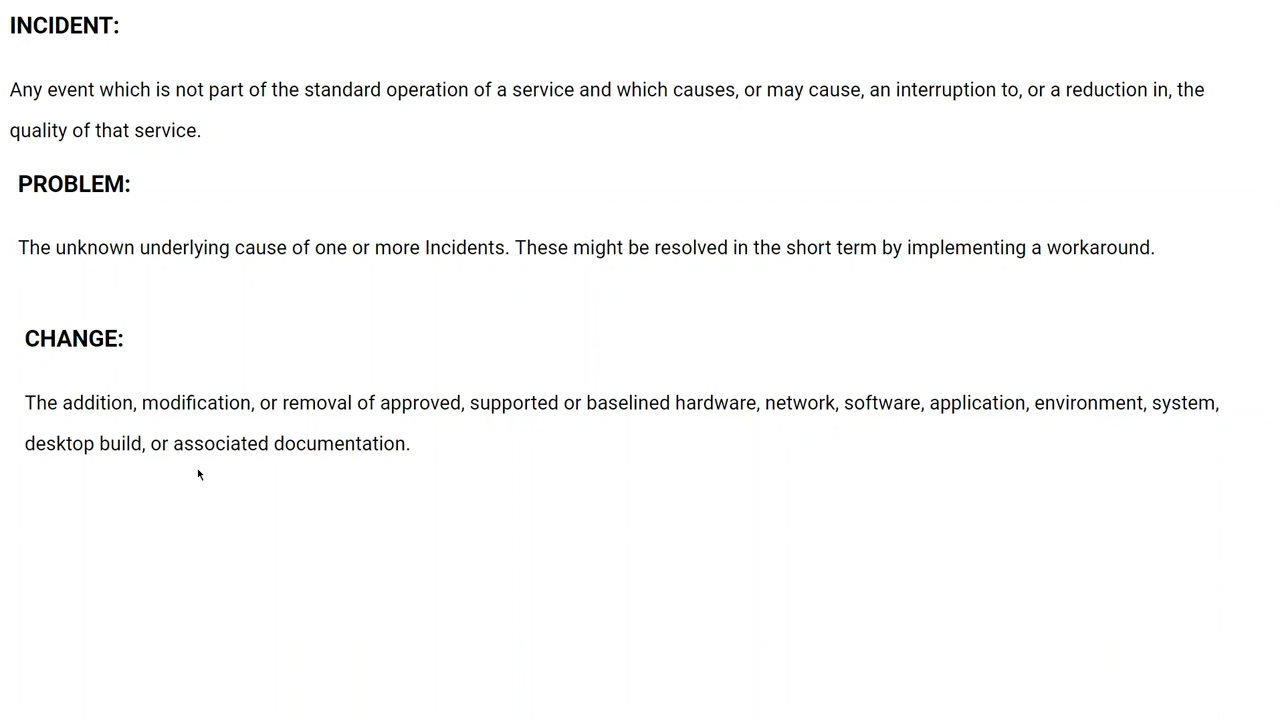 INCIDENT:
Any event which is not part of the standard operation of a service and which causes, or may cause, an interruption to, or a reduction in, the
quality of that service.
PROBLEM:
The unknown underlying cause of one or more Incidents. These might be resolved in the short term by implementing a workaround.
CHANGE:
The addition, modification, or removal of approved, supported or baselined hardware, network, software, application, environment, system,
desktop build, or associated documentation.